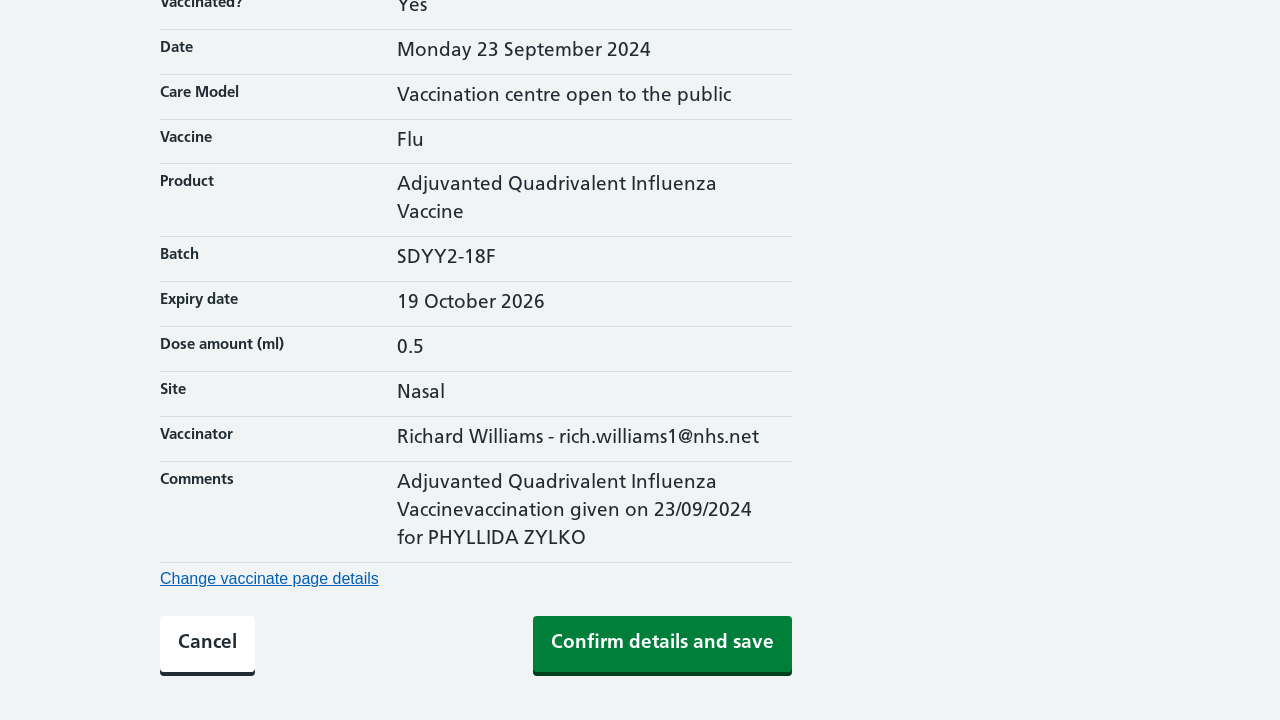 Vaccinated? Yes
Date Monday 23 September 2024
Care Model Vaccination centre open to the public
Vaccine Flu
Product Adjuvanted Quadrivalent Influenza
Vaccine
Batch SDYY2-18F
Expiry date 19 October 2026
Dose amount (ml) 0.5
Site Nasal
Vaccinator Richard Williams - rich.williams1@nhs.net
Comments Adjuvanted Quadrivalent Influenza
Vaccinevaccination given on 23/09/2024
for PHYLLIDA ZYLKO
Change vaccinate page details
Cancel Confirm details and save